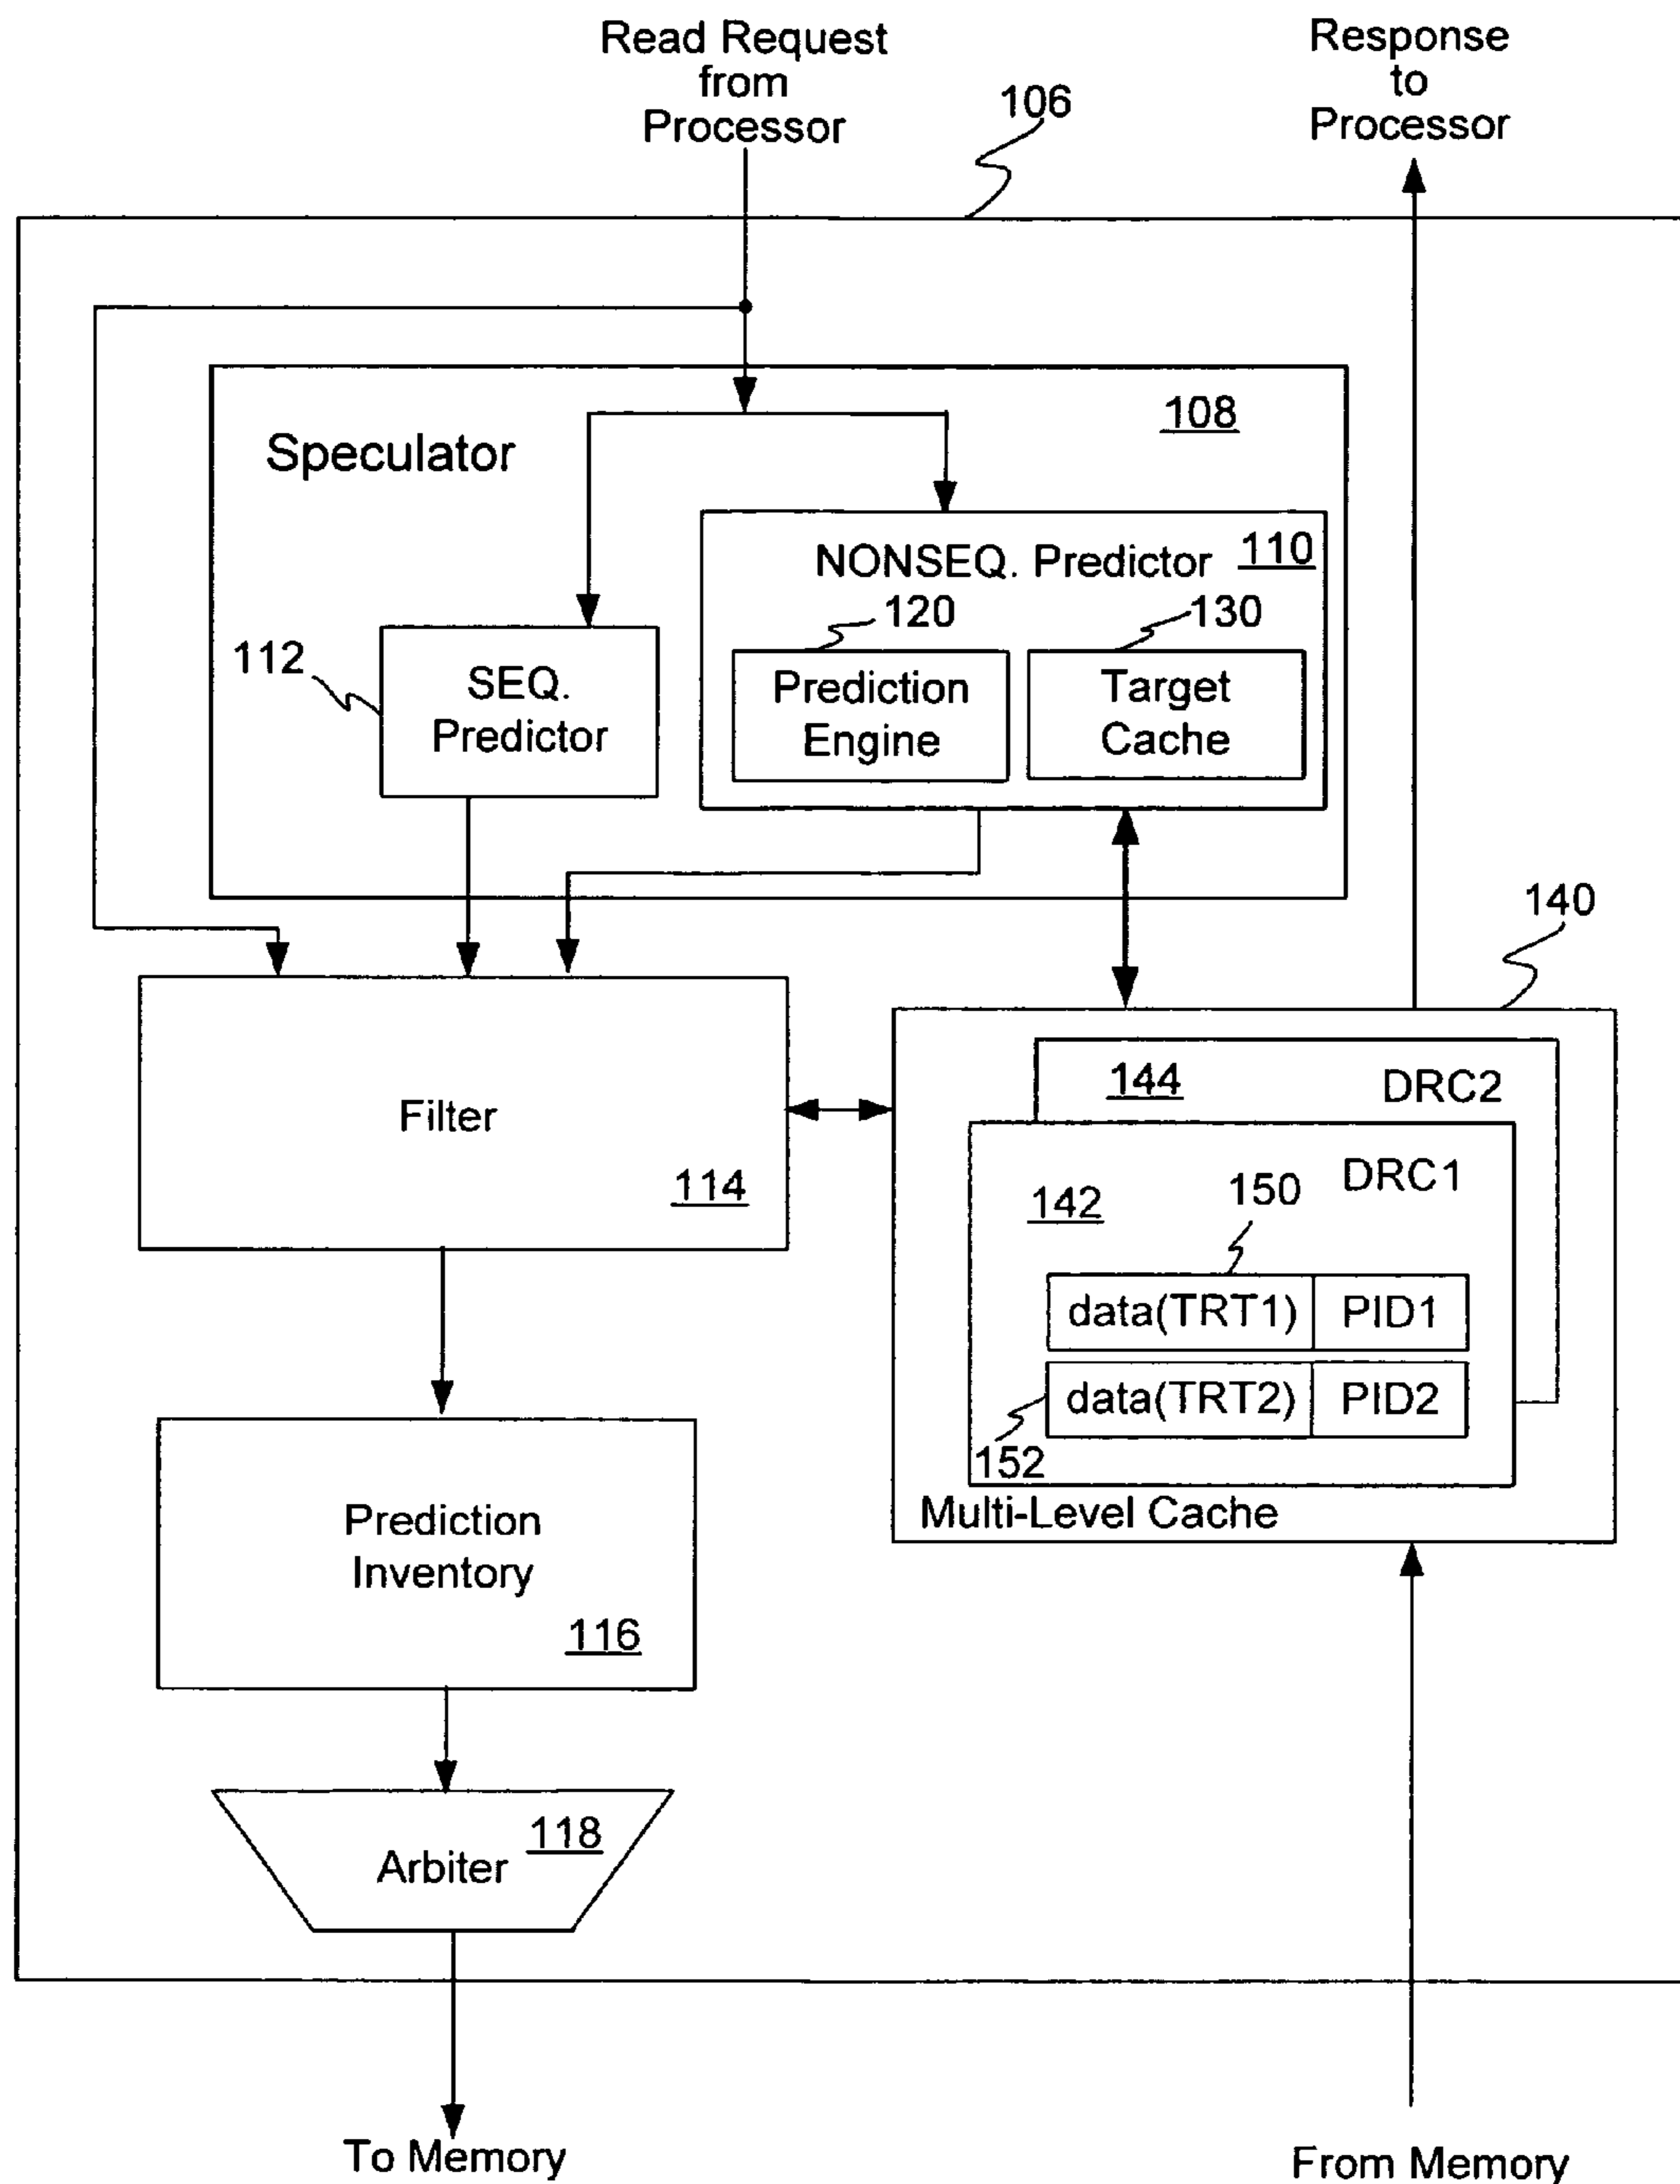 Read Request
from
Processor
Response
to
Processor
106
108
Speculator
NONSEQ. Predictor 110
120
130
112
SEQ.
Predictor
Prediction
Engine
Target
Cache
140
144
DRC2
Filter
114
DRC1
150
142
data(TRT1) PID1
data(TRT2) PID2
152
Multi-Level Cache
Prediction
Inventory
116
118
Arbiter
To Memory
From Memory